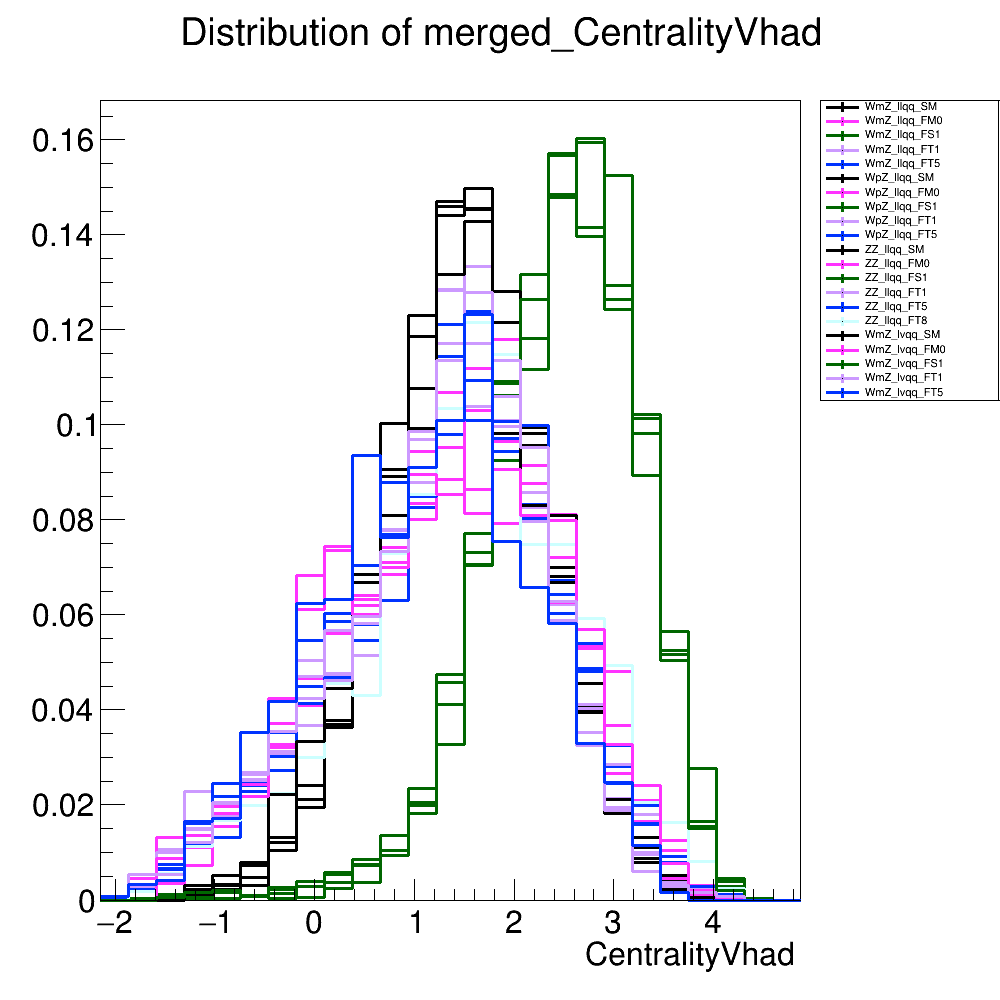 Distribution of merged_CentralityVhad
WmZ_llqq_SM
WmZ_llqq_FM0
WmZ_llqq_FS1
WmZ_llqq_FT1
WmZ_llqq_FT5
WpZ_llqq_SM
WpZ_llqq_FM0
WpZ_llqq_FS1
WpZ_llqq_FT1
WpZ_llqq_FT5
ZZ_llqq_SM
ZZ_llqq_FM0
ZZ_llqq_FS1
ZZ_llqq_FT1
ZZ_llqq_FT5
ZZ_llqq_FT8
WmZ_lvqq_SM
WmZ_lvqq_FM0
WmZ_lvqq_FS1
WmZ_lvqq_FT1
WmZ_lvqq_FT5
0.16
0.14
0.12
0.1
0.08
0.06
0.04
0.02
0
−2 −1 0 1 2 3 4
CentralityVhad